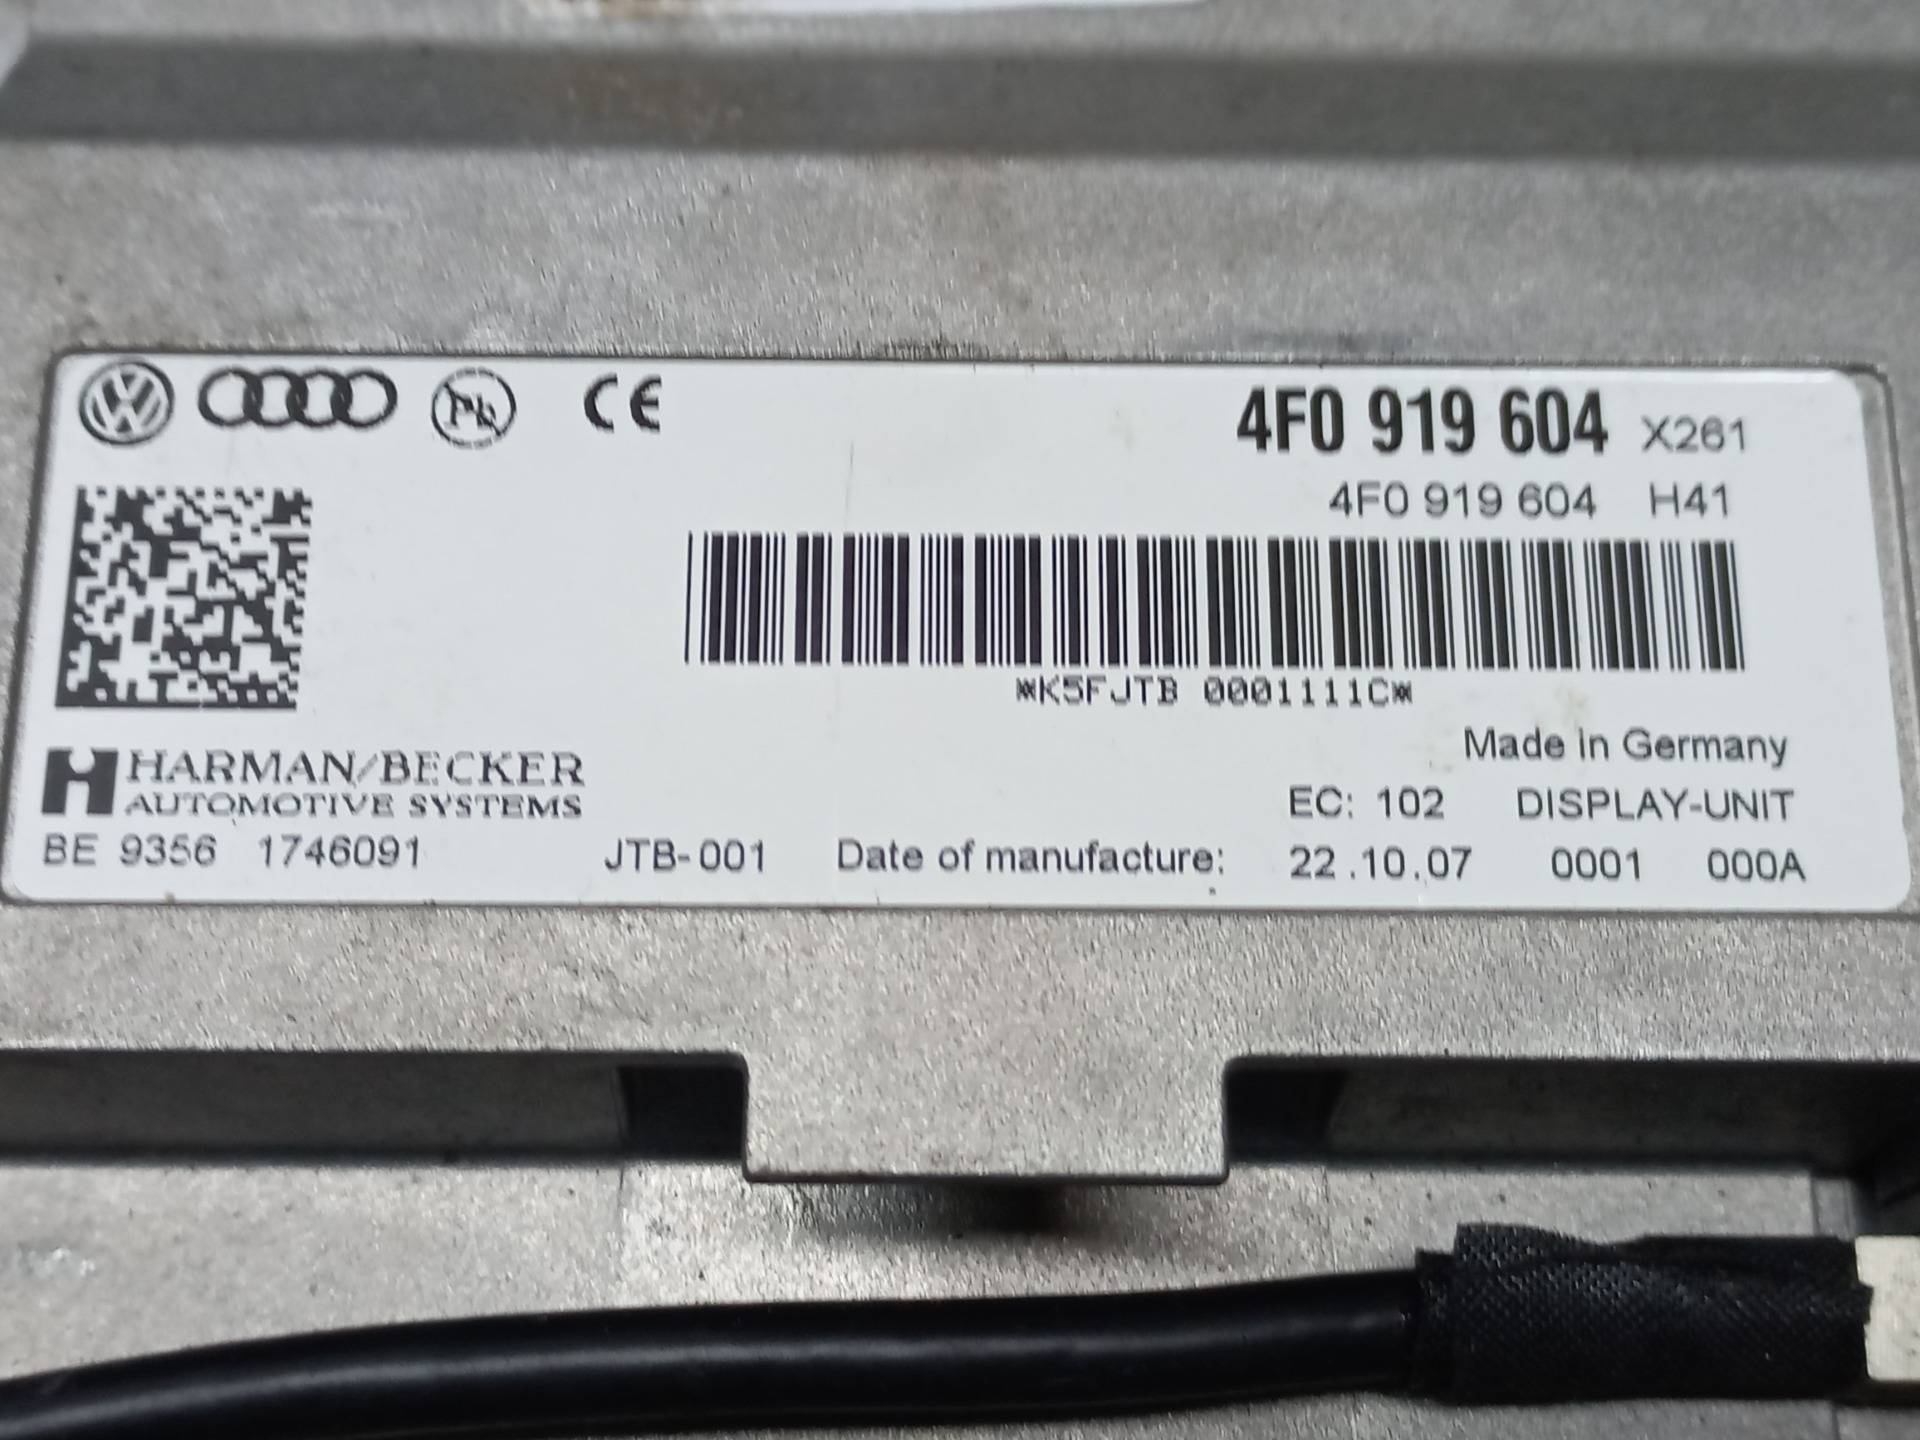 Pb CE
4F0 919 604 X261
4F0 919 604 H41
*K5FJTB 0001111C*
Made in Germany
HARMAN/BECKER
AUTOMOTIVE SYSTEMS
EC: 102 DISPLAY-UNIT
BE 9356 1746091 JTB-001 Date of manufacture: 22.10.07 0001 000A